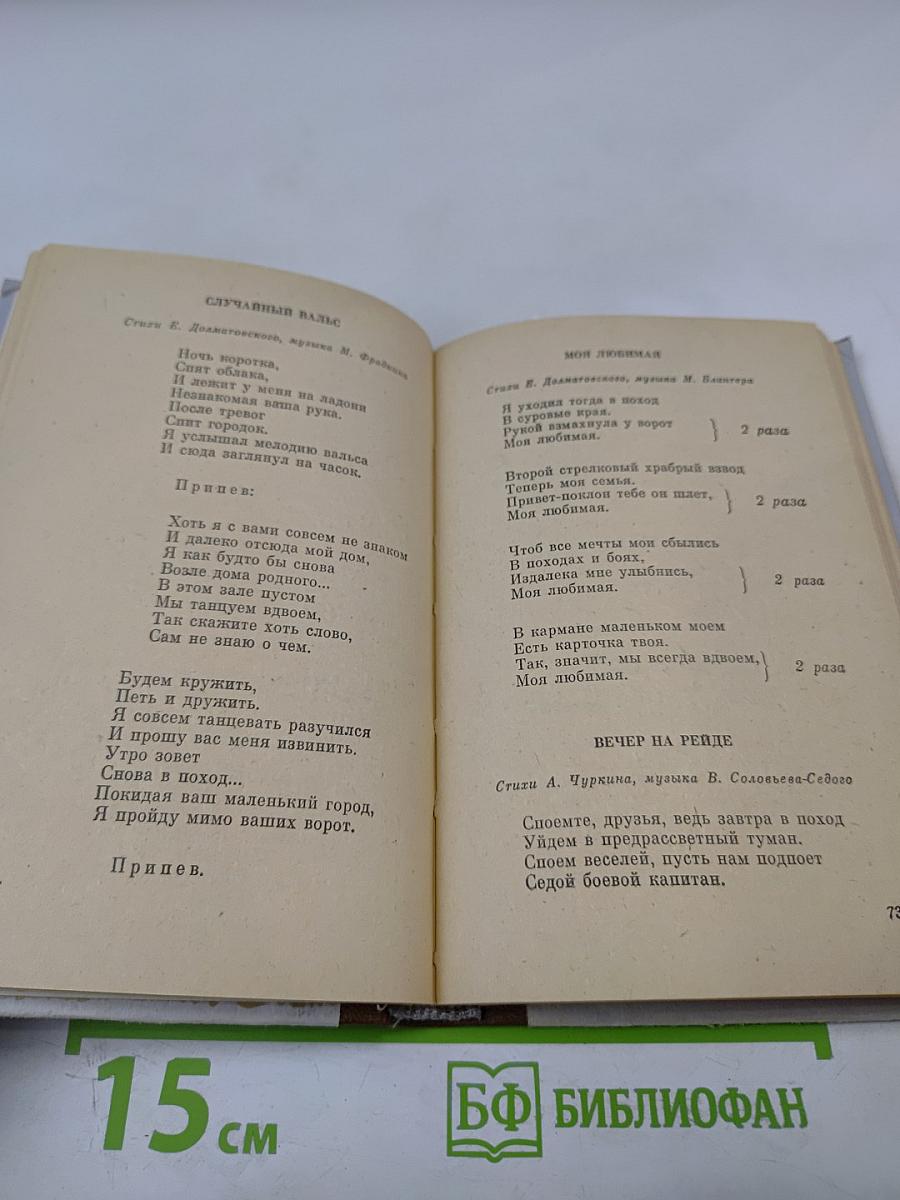 СЛУЧАЙНЫЙ ВАЛЬС
Стихи Е. Долматовского, музыка М. Фрадкина
Ночь коротка,
Спят облака,
И лежит у меня на ладони
Незнакомая ваша рука.
После тревог
Спит городок.
Я услышал мелодию вальса
И сюда заглянул на часок.
Припев:
Хоть я с вами совсем не знаком
И далеко отсюда мой дом,
Я как будто бы снова
Возле дома родного...
В этом зале пустом
Мы танцуем вдвоем,
Так скажите хоть слово,
Сам не знаю о чем.
Будем кружить,
Петь и дружить.
Я совсем танцевать разучился
И прошу вас меня извинить.
Утро зовет
Снова в поход...
Покидая ваш маленький город,
Я пройду мимо ваших ворот.
Припев.
МОЯ ЛЮБИМАЯ
Стихи Е. Долматовского, музыка М. Блантера
Я уходил тогда в поход
В суровые края.
Рукой взмахнула у ворот
Моя любимая.
} 2 раза
Второй стрелковый храбрый взвод
Теперь моя семья.
Привет-поклон тебе он шлет,
Моя любимая.
} 2 раза
Чтоб все мечты мои сбылись
В походах и боях,
Издалека мне улыбнись,
Моя любимая.
} 2 раза
В кармане маленьком моем
Есть карточка твоя.
Так, значит, мы всегда вдвоем,
Моя любимая.
} 2 раза
ВЕЧЕР НА РЕЙДЕ
Стихи А. Чуркина, музыка В. Соловьева-Седого
Споемте, друзья, ведь завтра в поход
Уйдем в предрассветный туман.
Споем веселей, пусть нам подпоет
Седой боевой капитан.
73
15 см
БФ БИБЛИОФАН